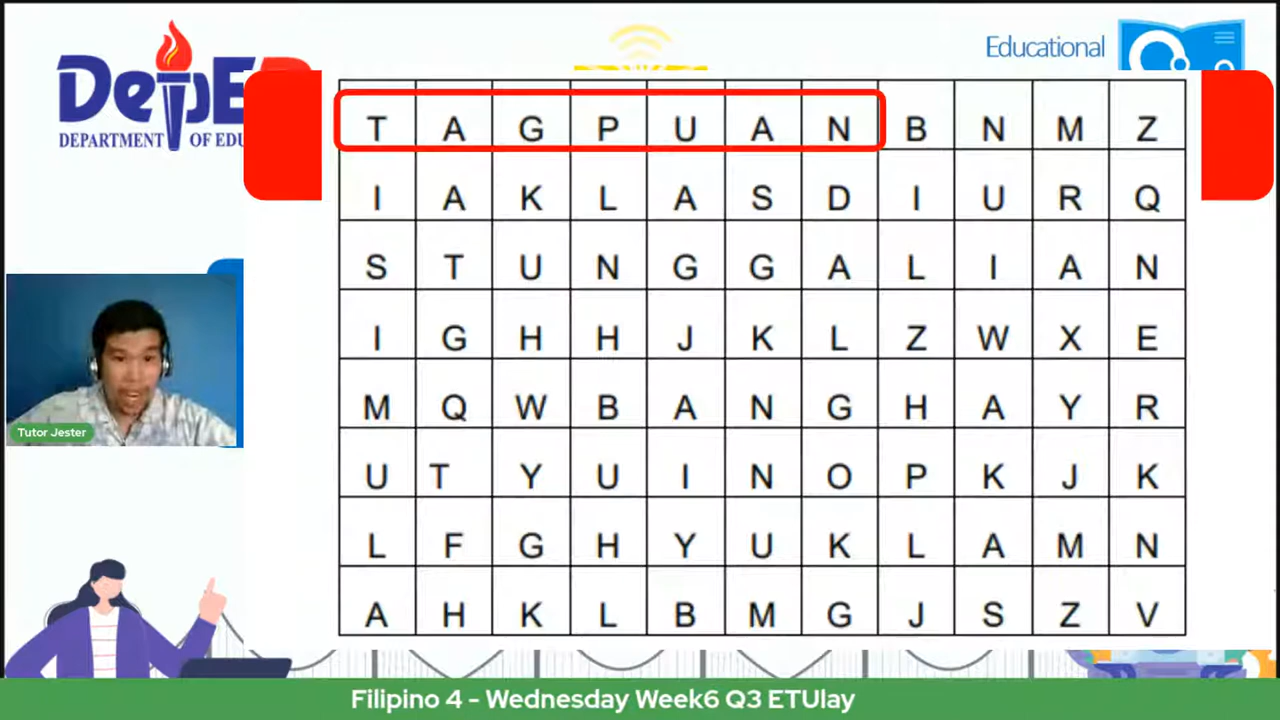 DepED
DEPARTMENT OF EDU
Educational
T A G P U A N B N M Z
I A K L A S D I U R Q
S T U N G G A L I A N
I G H H J K L Z W X E
M Q W B A N G H A Y R
U T Y U I N O P K J K
L F G H Y U K L A M N
A H K L B M G J S Z V
Tutor Jester
Filipino 4 - Wednesday Week6 Q3 ETUlay